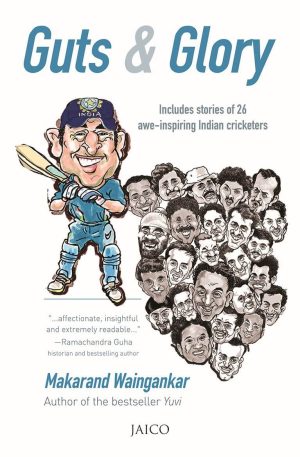 Guts & Glory
Includes stories of 26
awe-inspiring Indian cricketers
INDIA
"...affectionate, insightful
and extremely readable..."
—Ramachandra Guha
historian and bestselling author
Makarand Waingankar
Author of the bestseller Yuvi
JAICO